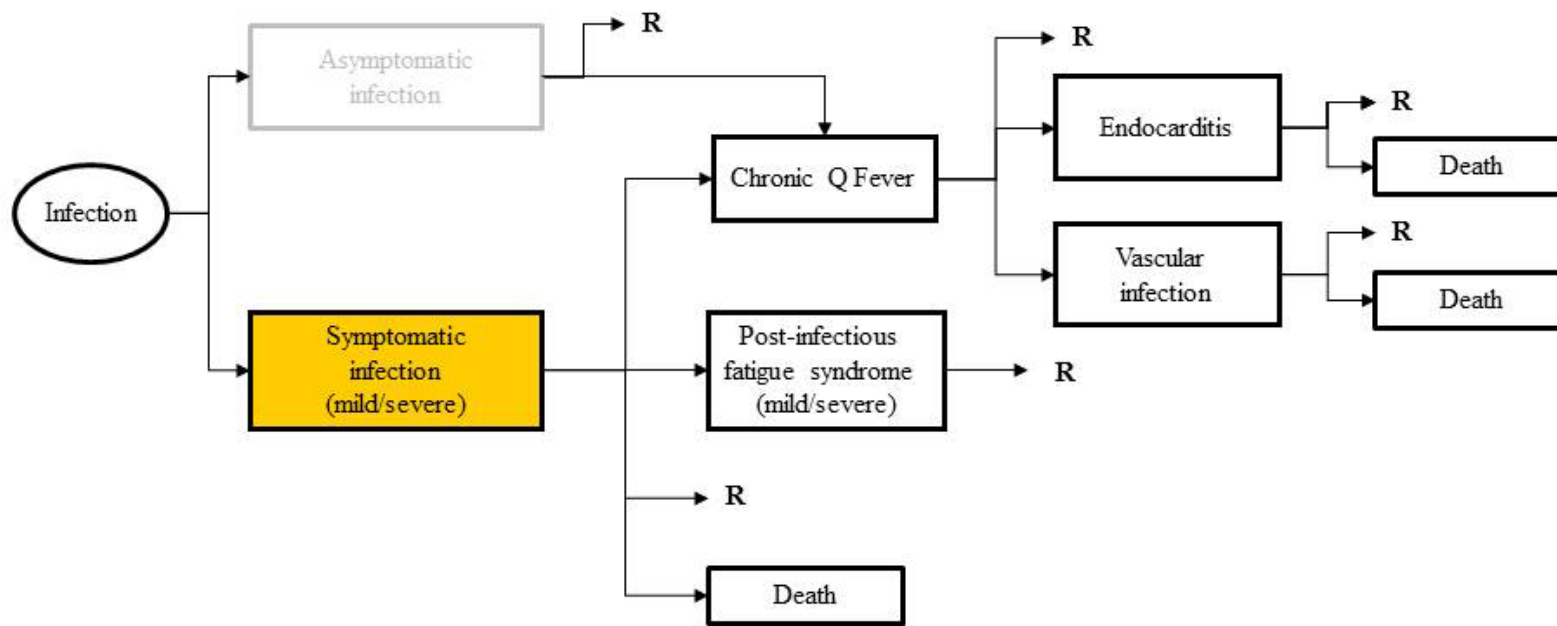 R
Asymptomatic
infection
R
Endocarditis
R
Death
Chronic Q Fever
Infection
Vascular
infection
R
Death
Symptomatic
infection
(mild/severe)
Post-infectious
fatigue syndrome
(mild/severe)
R
R
Death